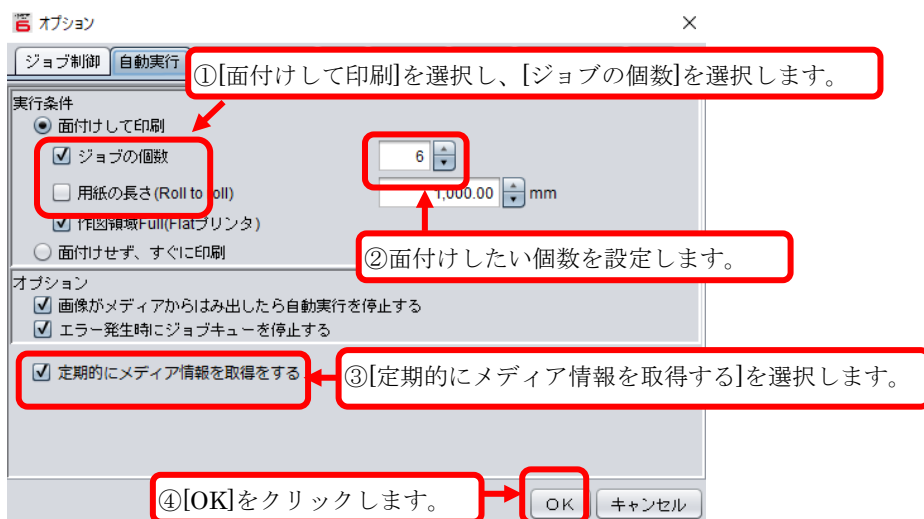 オプション
ジョブ制御 自動実行
①[面付けして印刷]を選択し、[ジョブの個数]を選択します。
実行条件
面付けして印刷
ジョブの個数 6
用紙の長さ(Roll to roll) 1,000.00 mm
作図領域Full(Flatプリンタ)
面付けせず、すぐに印刷
②面付けしたい個数を設定します。
オプション
画像がメディアからはみ出したら自動実行を停止する
エラー発生時にジョブキューを停止する
定期的にメディア情報を取得をする
③[定期的にメディア情報を取得する]を選択します。
④[OK]をクリックします。
OK キャンセル